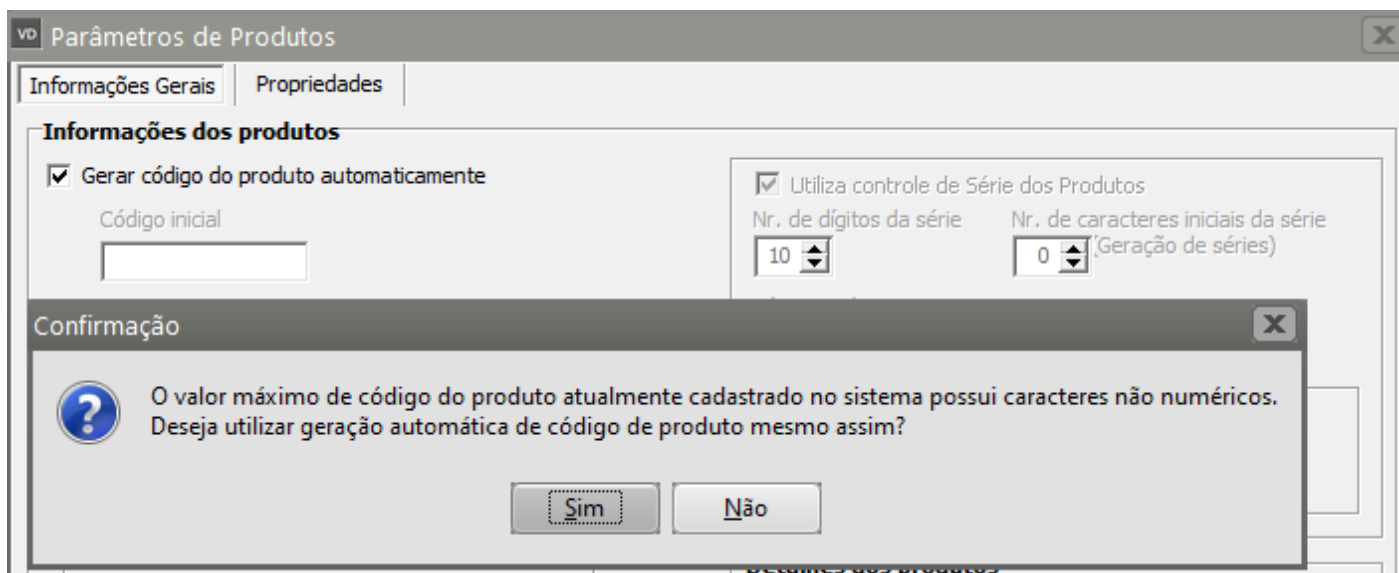 VD Parâmetros de Produtos
Informações Gerais Propriedades
Informações dos produtos
Gerar código do produto automaticamente
Código inicial
Utiliza controle de Série dos Produtos
Nr. de dígitos da série Nr. de caracteres iniciais da série
10 0 (Geração de séries)
Confirmação
O valor máximo de código do produto atualmente cadastrado no sistema possui caracteres não numéricos.
Deseja utilizar geração automática de código de produto mesmo assim?
Sim Não
Detalhes dos produtos